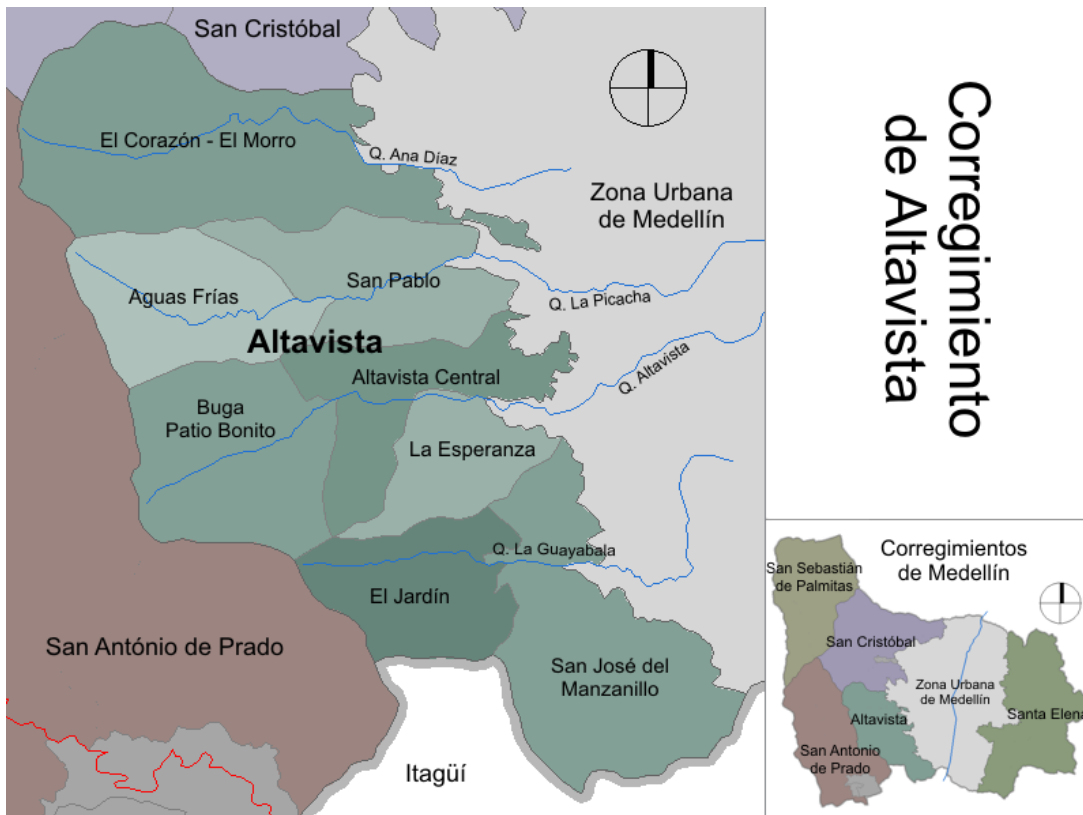 San Cristóbal
El Corazón - El Morro
Q. Ana Díaz
Zona Urbana
de Medellín
Aguas Frías
San Pablo
Q. La Picacha
Altavista
Altavista Central
Q. Altavista
Buga
Patio Bonito
La Esperanza
Q. La Guayabala
El Jardín
San António de Prado
San José del
Manzanillo
Itagüí
Corregimiento
de Altavista
Corregimientos
de Medellín
San Sebastián
de Palmitas
San Cristóbal
Zona Urbana
de Medellín
Altavista
Santa Elena
San Antonio
de Prado